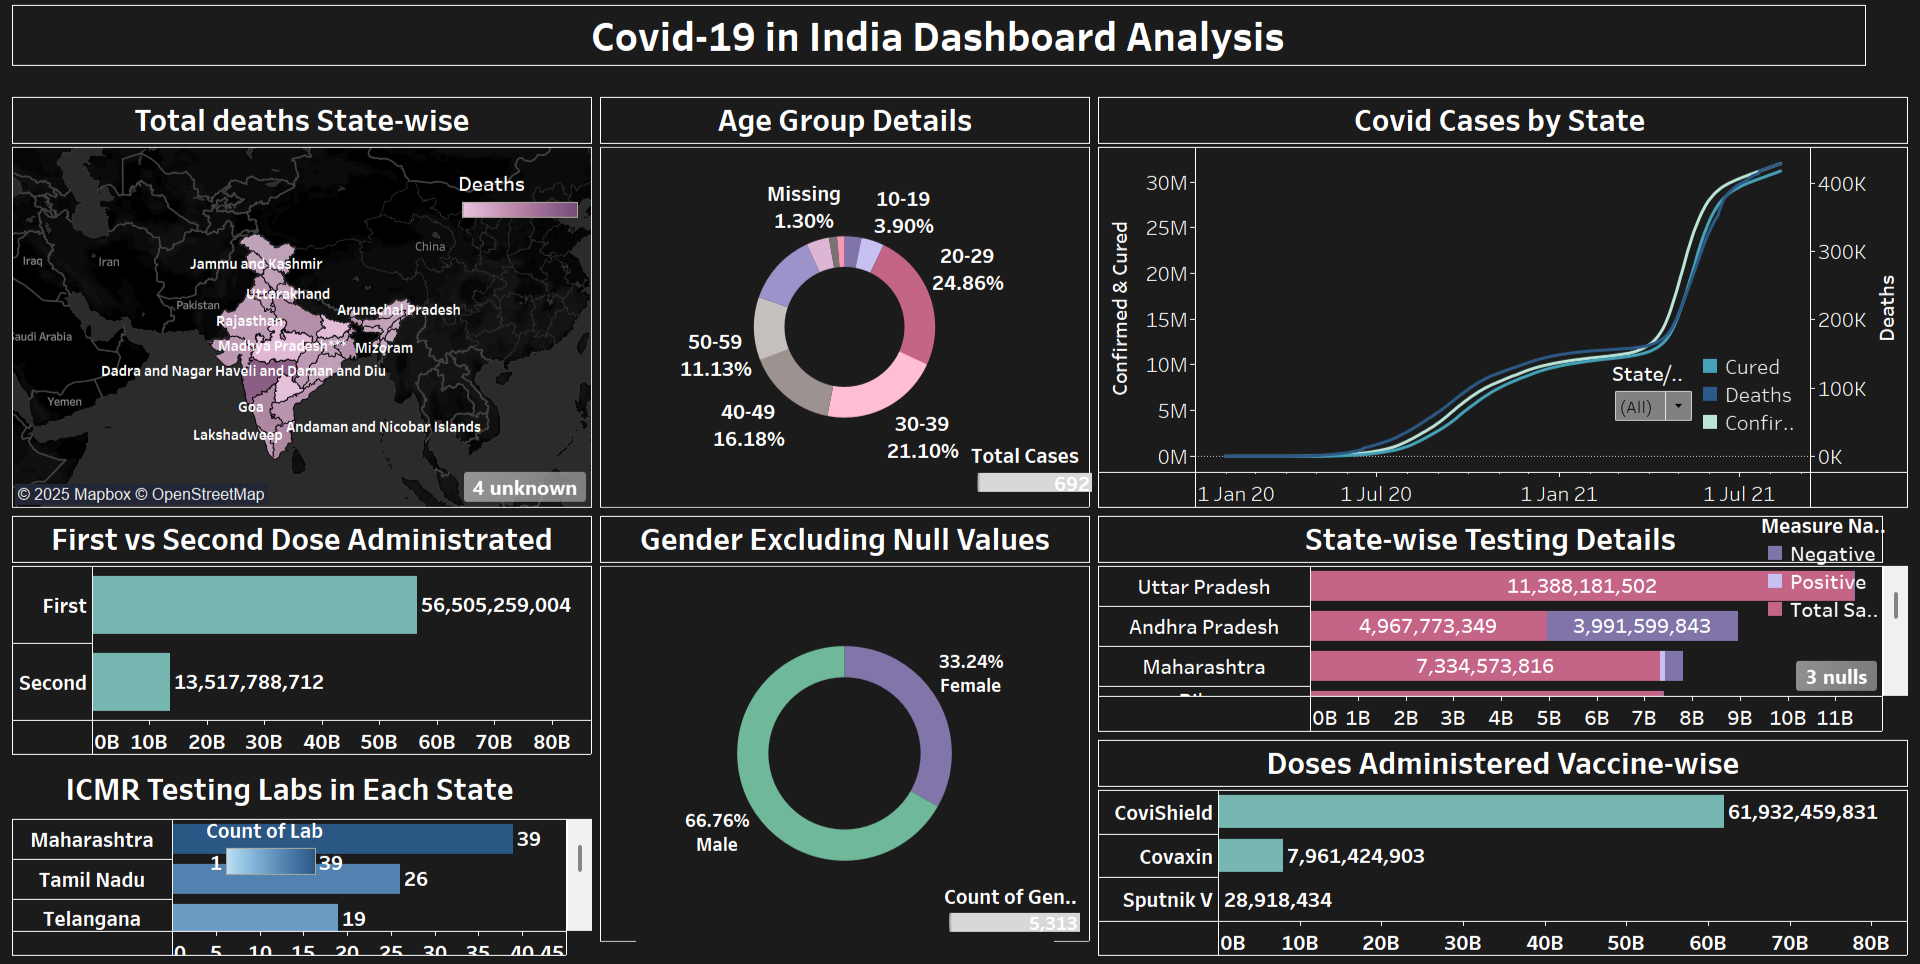 Covid-19 in India Dashboard Analysis
Total deaths State-wise
Deaths
China
Iraq
Iran
Pakistan
audi Arabia
Yemen
Jammu and Kashmir
Uttarakhand
Arunachal Pradesh
Rajasthan
Madhya Pradesh
Mizoram
Dadra and Nagar Haveli and Daman and Diu
Goa
Andaman and Nicobar Islands
Lakshadweep
© 2025 Mapbox © OpenStreetMap
4 unknown
Age Group Details
Missing
1.30%
10-19
3.90%
20-29
24.86%
50-59
11.13%
40-49
16.18%
30-39
21.10%
Total Cases
692
Covid Cases by State
Confirmed & Cured
30M
25M
20M
15M
10M
5M
0M
400K
300K
200K
100K
0K
Deaths
State/..
(All)
Cured
Deaths
Confir..
1 Jan 20
1 Jul 20
1 Jan 21
1 Jul 21
First vs Second Dose Administrated
First
56,505,259,004
Second
13,517,788,712
0B 10B 20B 30B 40B 50B 60B 70B 80B
ICMR Testing Labs in Each State
Maharashtra
39
Tamil Nadu
26
Telangana
19
Count of Lab
1 39
0 5 10 15 20 25 30 35 40 45
Gender Excluding Null Values
33.24%
Female
66.76%
Male
Count of Gen..
5,313
State-wise Testing Details
Measure Na..
Negative
Positive
Total Sa..
Uttar Pradesh
11,388,181,502
Andhra Pradesh
4,967,773,349 3,991,599,843
Maharashtra
7,334,573,816
3 nulls
0B 1B 2B 3B 4B 5B 6B 7B 8B 9B 10B 11B
Doses Administered Vaccine-wise
CoviShield
61,932,459,831
Covaxin
7,961,424,903
Sputnik V
28,918,434
0B 10B 20B 30B 40B 50B 60B 70B 80B